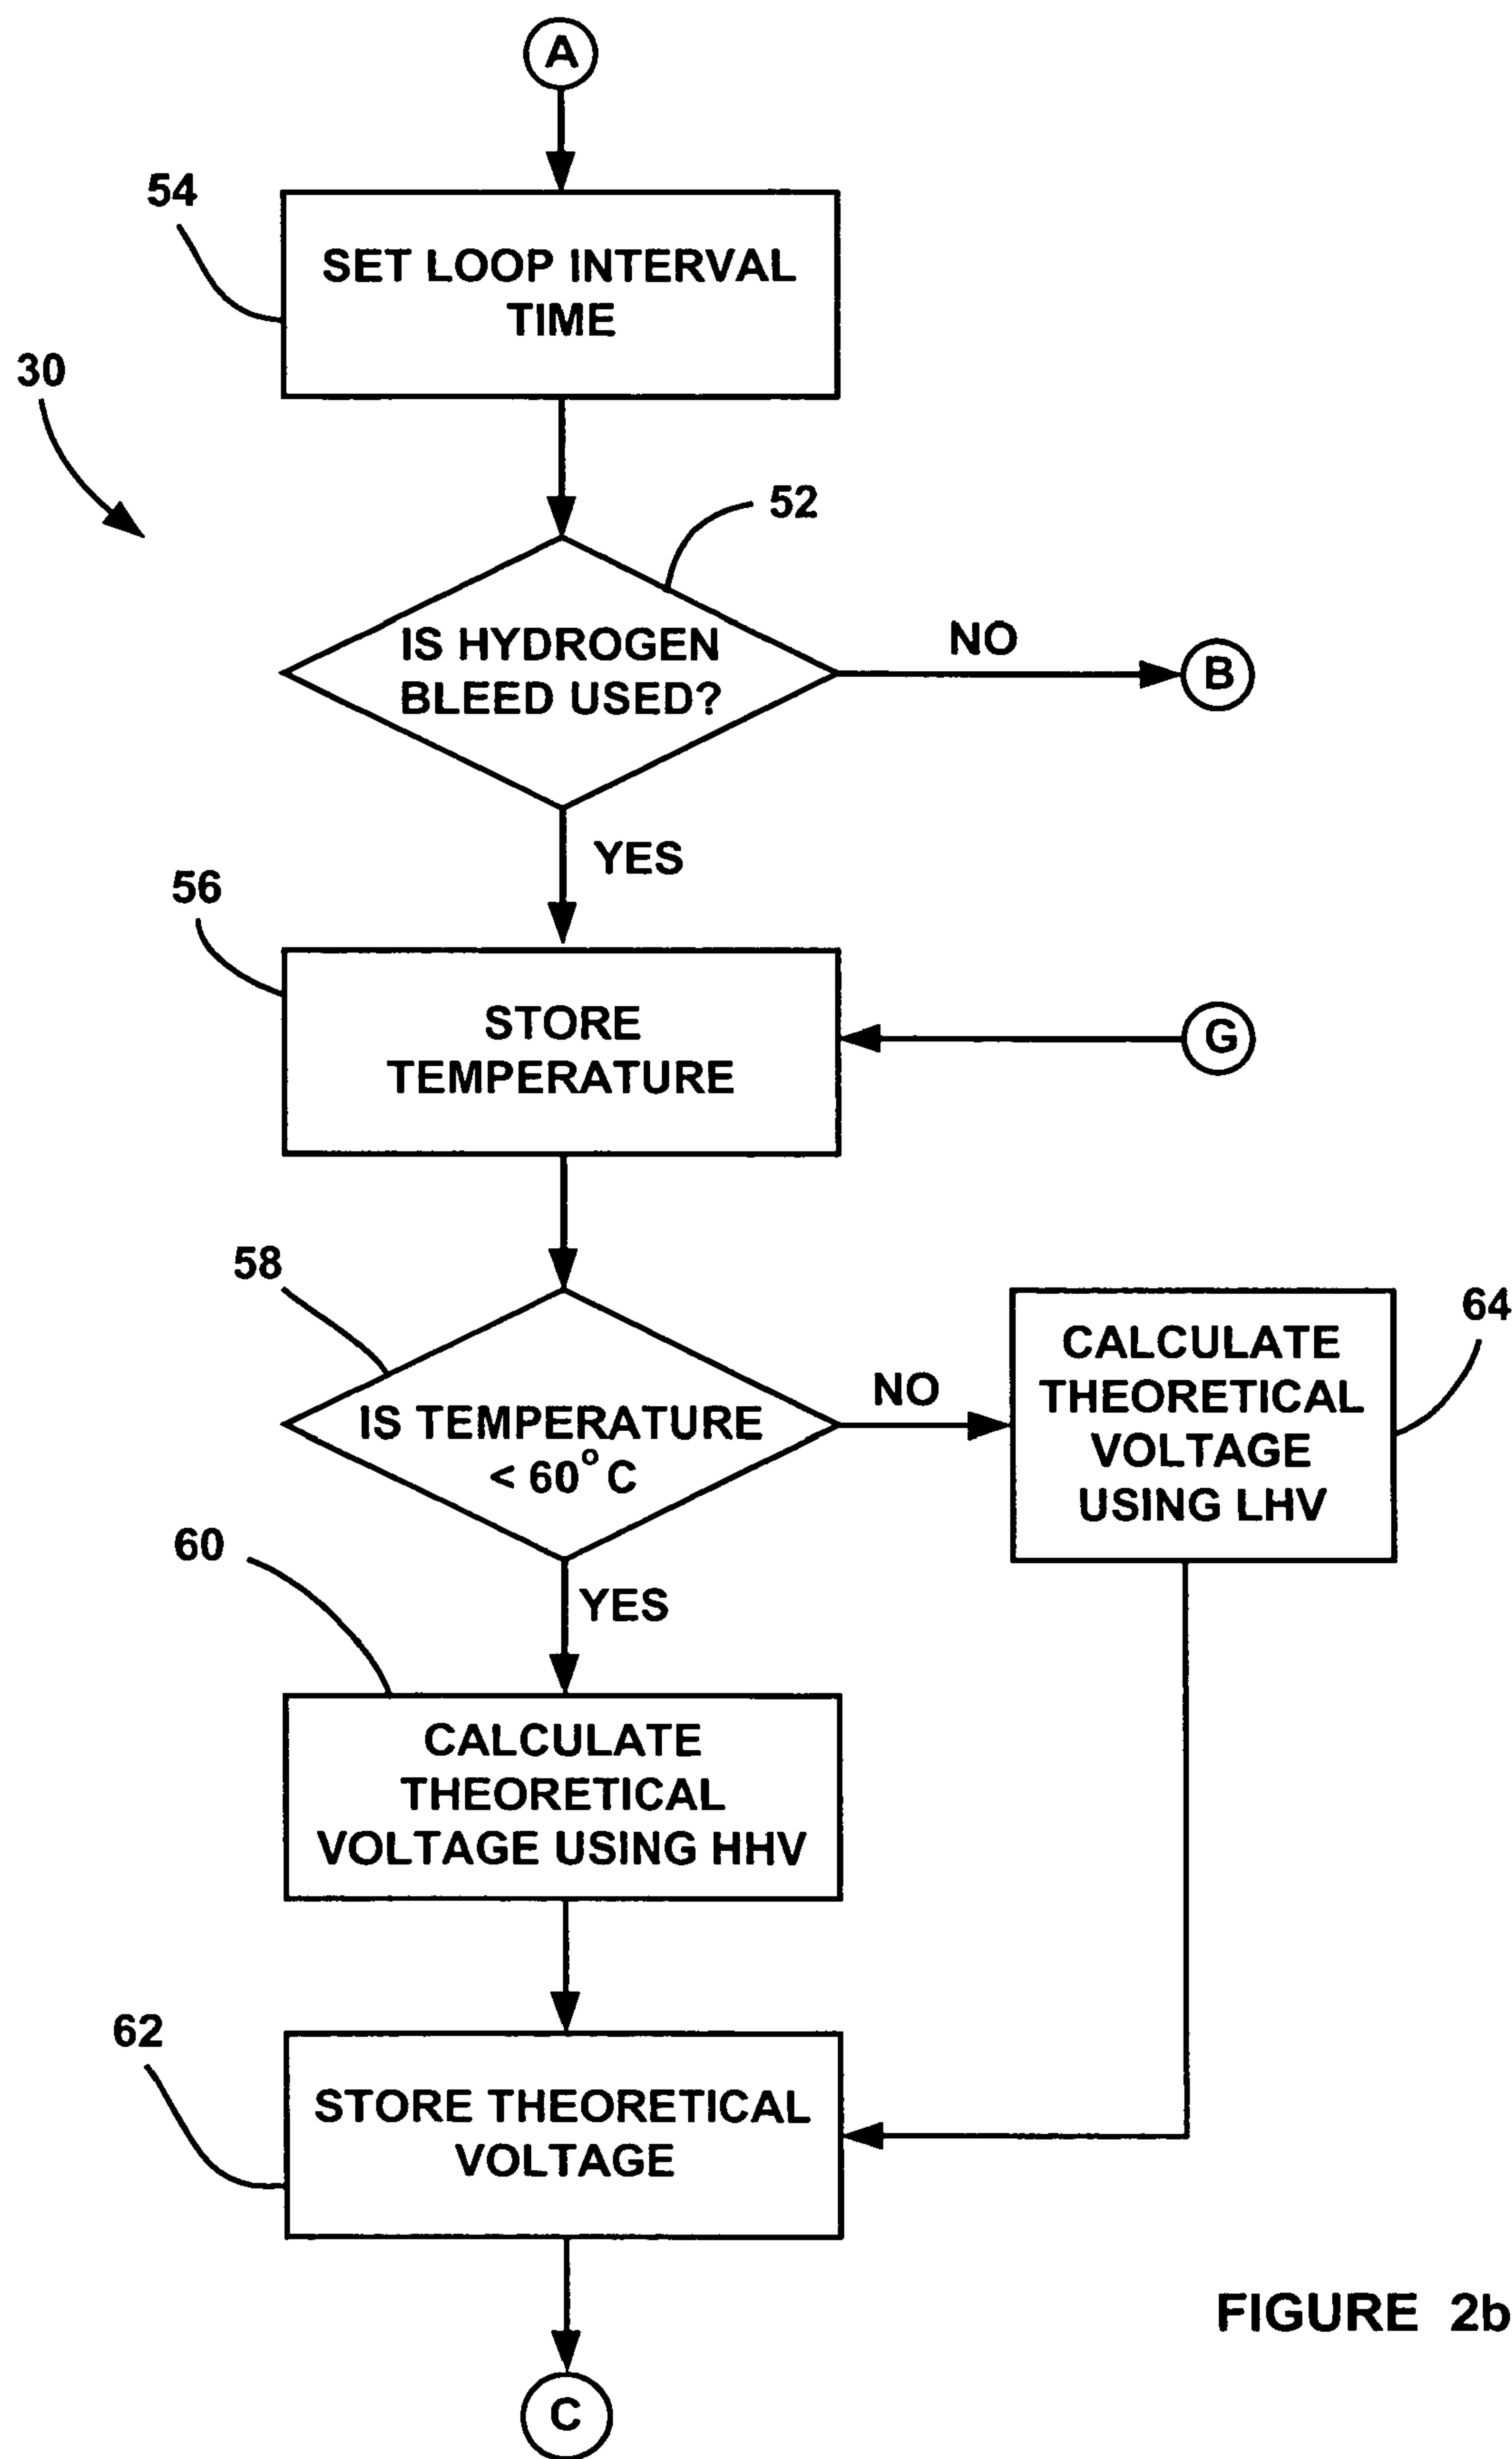 A
54
SET LOOP INTERVAL
TIME
30
52
IS HYDROGEN
BLEED USED?
NO
B
YES
56
STORE
TEMPERATURE
G
58
IS TEMPERATURE
< 60°C
NO
64
CALCULATE
THEORETICAL
VOLTAGE
USING LHV
60
YES
CALCULATE
THEORETICAL
VOLTAGE USING HHV
62
STORE THEORETICAL
VOLTAGE
FIGURE 2b
C